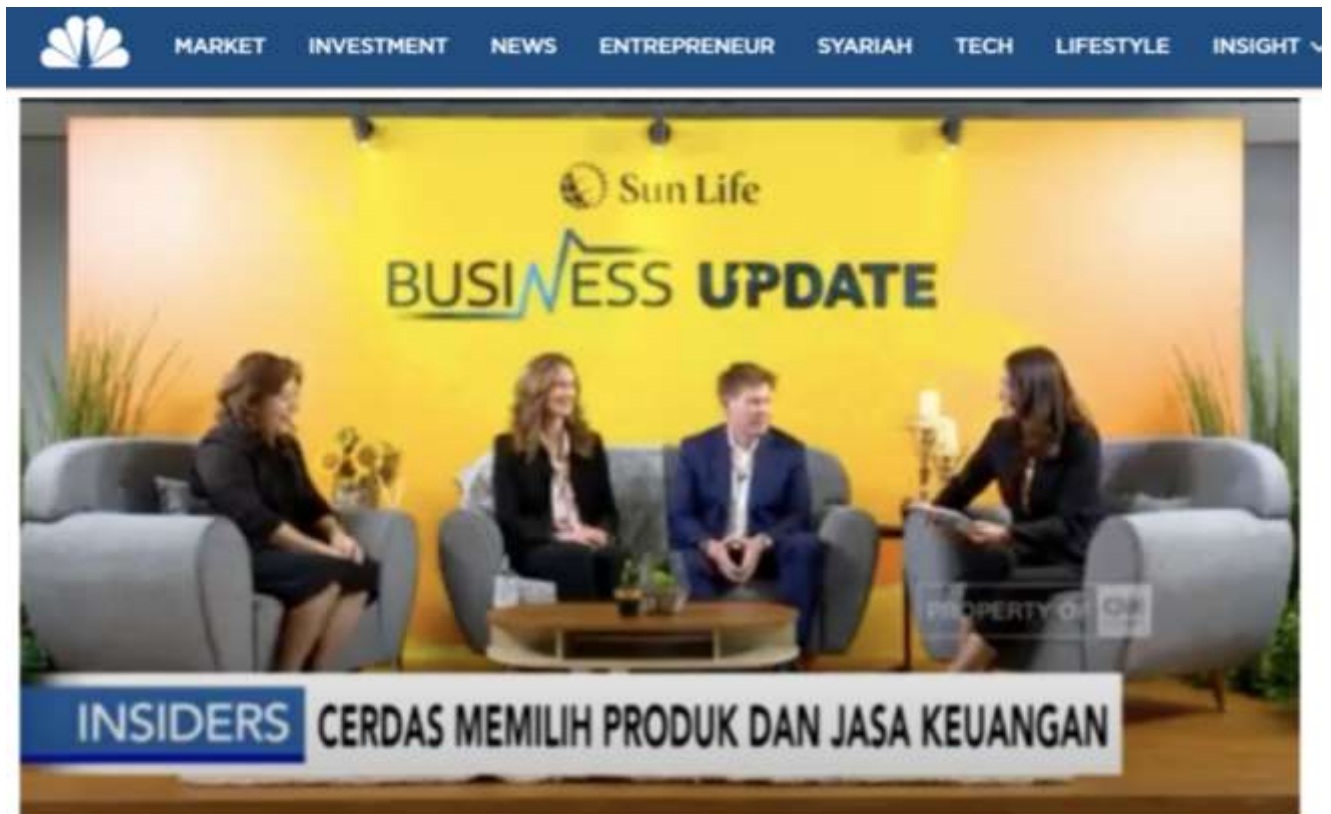 MARKET INVESTMENT NEWS ENTREPRENEUR SYARIAH TECH LIFESTYLE INSIGHT
Sun Life
BUSINESS UPDATE
PROPERTY OF
INSIDERS CERDAS MEMILIH PRODUK DAN JASA KEUANGAN